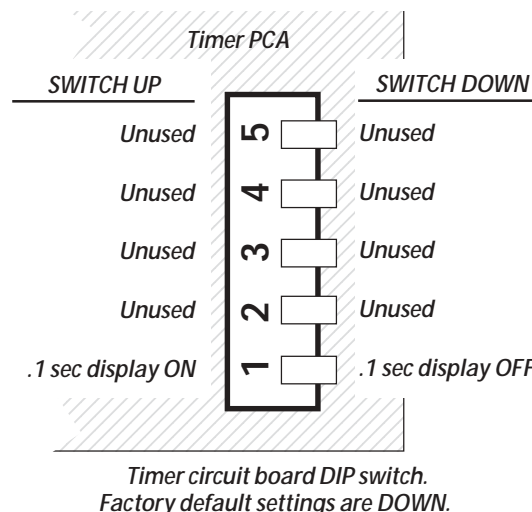 Timer PCA
SWITCH UP SWITCH DOWN
Unused 5 Unused
Unused 4 Unused
Unused 3 Unused
Unused 2 Unused
.1 sec display ON 1 .1 sec display OFF
Timer circuit board DIP switch.
Factory default settings are DOWN.